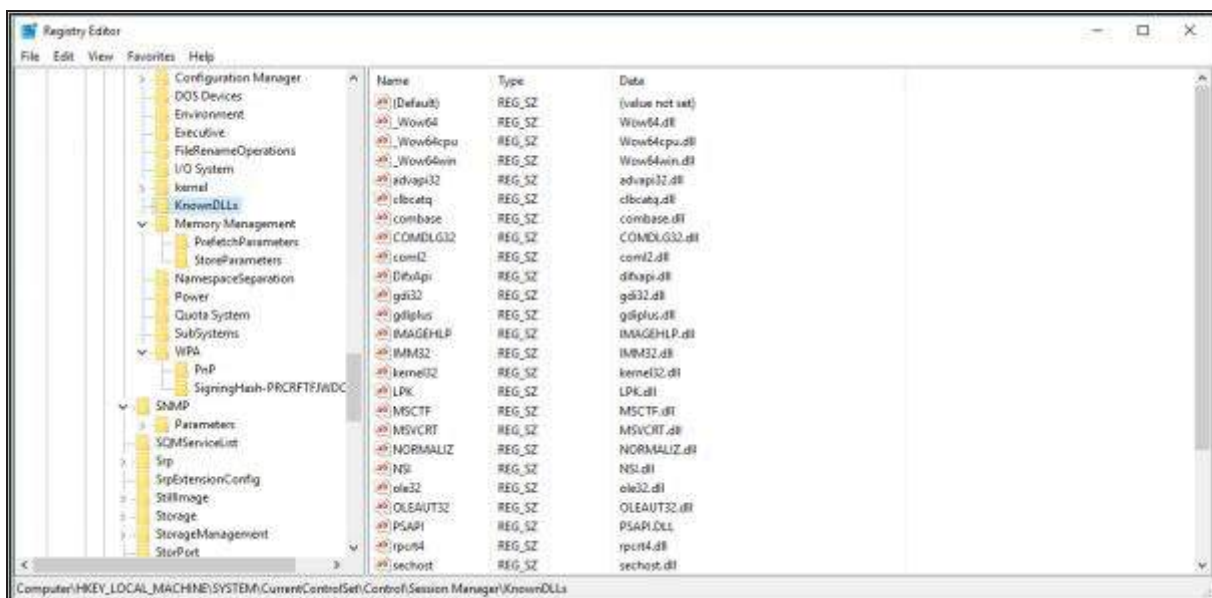 Registry Editor
File Edit View Favorites Help
Configuration Manager
DOS Devices
Environment
Executive
FileRenameOperations
I/O System
kernel
KnownDLLs
Memory Management
PrefetchParameters
StoreParameters
NamespaceSeparation
Power
Quota System
SubSystems
WPA
PnP
SigningHash-PRCRFTFJWDC
SNMP
Parameters
SQMServiceList
Srp
SrpExtensionConfig
StillImage
Storage
StorageManagement
StorPort
Name Type Data
(Default) REG_SZ (value not set)
_Wow64 REG_SZ Wow64.dll
_Wow64cpu REG_SZ Wow64cpu.dll
_Wow64win REG_SZ Wow64win.dll
advapi32 REG_SZ advapi32.dll
clbcatq REG_SZ clbcatq.dll
combase REG_SZ combase.dll
COMDLG32 REG_SZ COMDLG32.dll
coml2 REG_SZ coml2.dll
DifxApi REG_SZ difxapi.dll
gdi32 REG_SZ gdi32.dll
gdiplus REG_SZ gdiplus.dll
IMAGEHLP REG_SZ IMAGEHLP.dll
IMM32 REG_SZ IMM32.dll
kernel32 REG_SZ kernel32.dll
LPK REG_SZ LPK.dll
MSCTF REG_SZ MSCTF.dll
MSVCRT REG_SZ MSVCRT.dll
NORMALIZ REG_SZ NORMALIZ.dll
NSI REG_SZ NSI.dll
ole32 REG_SZ ole32.dll
OLEAUT32 REG_SZ OLEAUT32.dll
PSAPI REG_SZ PSAPI.DLL
rpcrt4 REG_SZ rpcrt4.dll
sechost REG_SZ sechost.dll
Computer\HKEY_LOCAL_MACHINE\SYSTEM\CurrentControlSet\Control\Session Manager\KnownDLLs